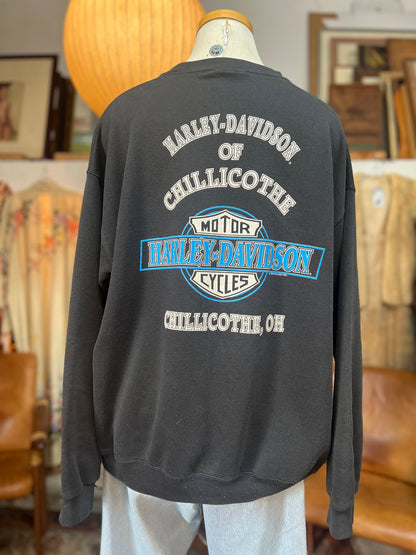 HARLEY-DAVIDSON
OF
CHILLICOTHE
MOTOR
HARLEY-DAVIDSON
CYCLES
CHILLICOTHE, OH